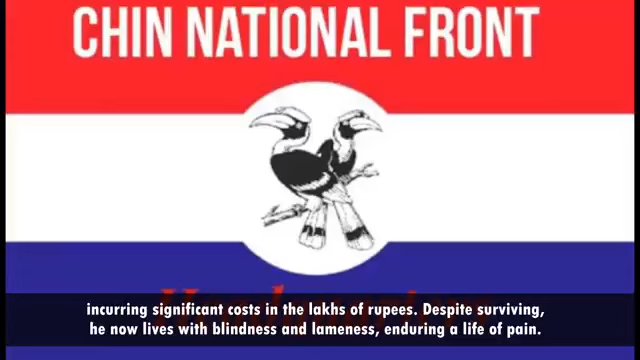 CHIN NATIONAL FRONT
incurring significant costs in the lakhs of rupees. Despite surviving,
he now lives with blindness and lameness, enduring a life of pain.